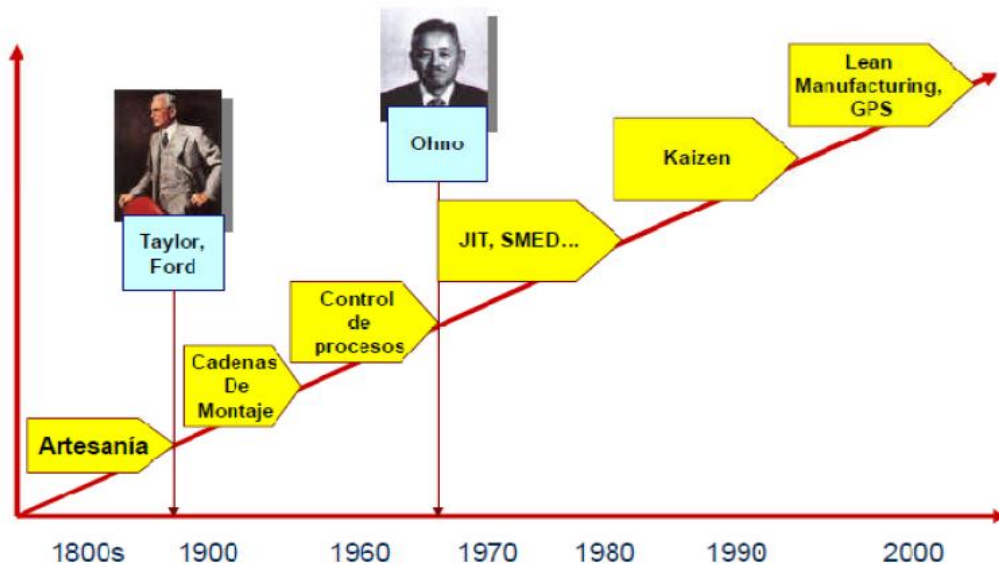 Taylor,
Ford
Ohno
Artesanía
Cadenas
De
Montaje
Control
de
procesos
JIT, SMED...
Kaizen
Lean
Manufacturing,
GPS
1800s 1900 1960 1970 1980 1990 2000